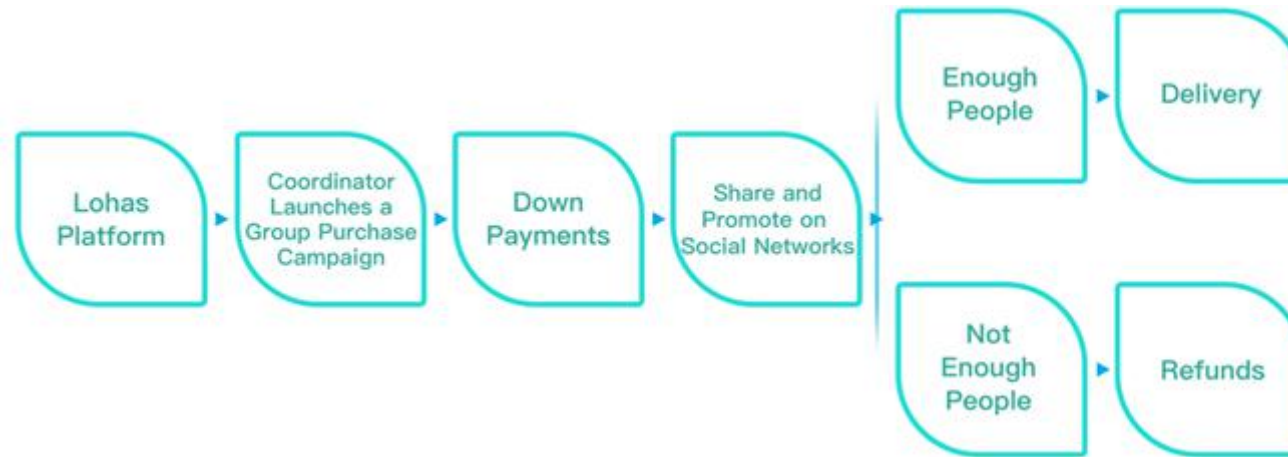 Lohas
Platform
Coordinator
Launches a
Group Purchase
Campaign
Down
Payments
Share and
Promote on
Social Networks
Enough
People
Delivery
Not
Enough
People
Refunds